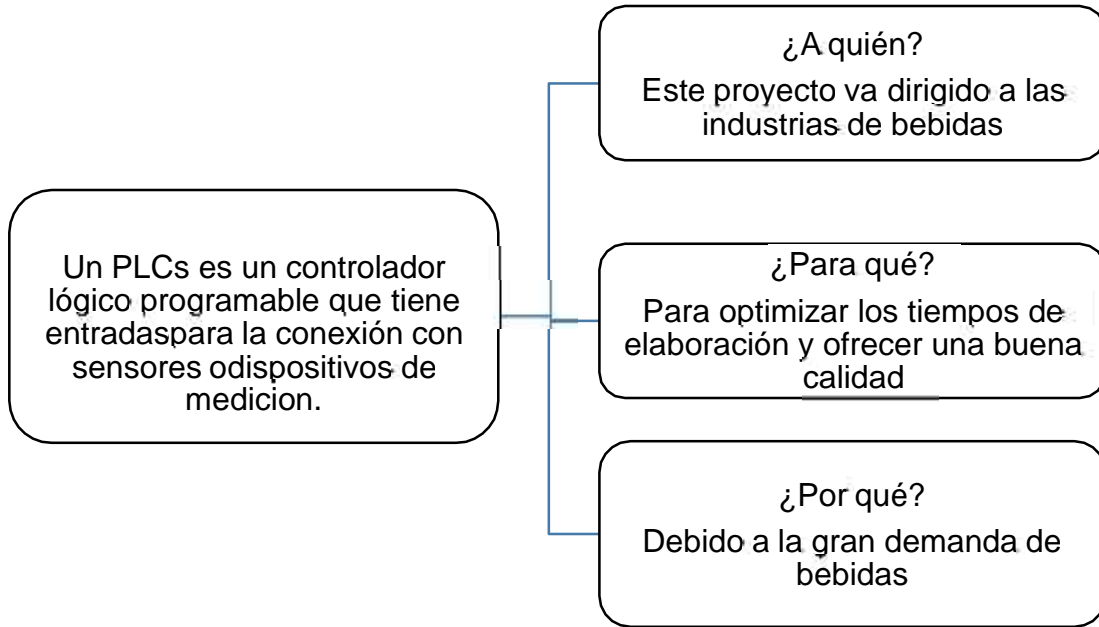 Un PLCs es un controlador
lógico programable que tiene
entradaspara la conexión con
sensores odispositivos de
medicion.
¿A quién?
Este proyecto va dirigido a las
industrias de bebidas
¿Para qué?
Para optimizar los tiempos de
elaboración y ofrecer una buena
calidad
¿Por qué?
Debido a la gran demanda de
bebidas